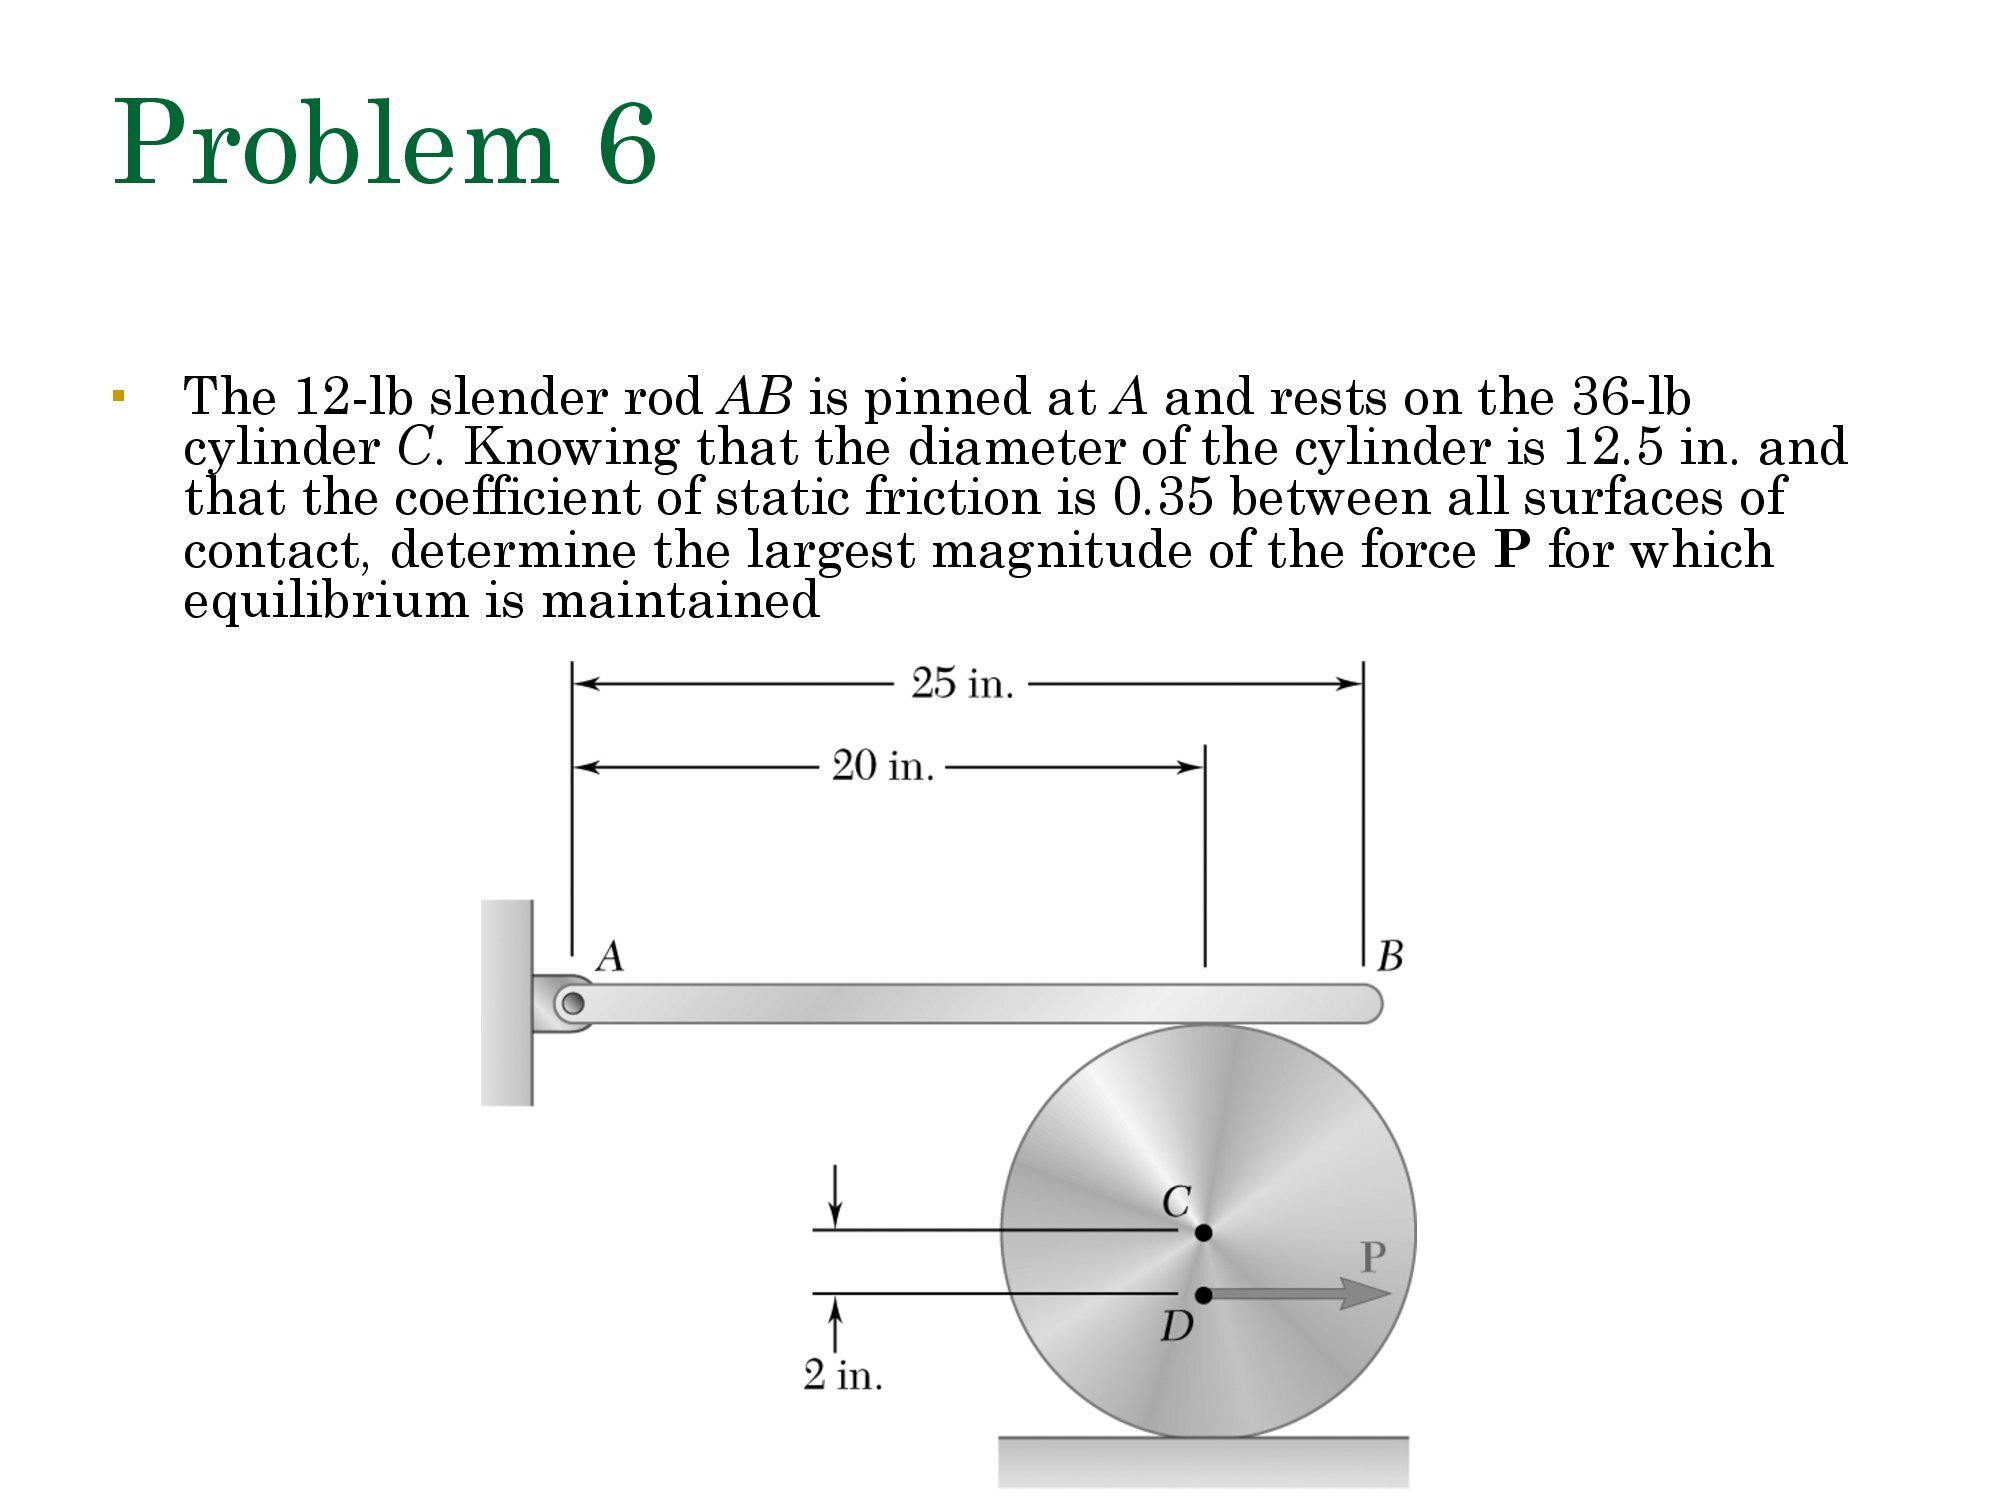 Problem 6
▪ The 12-lb slender rod AB is pinned at A and rests on the 36-lb
cylinder C. Knowing that the diameter of the cylinder is 12.5 in. and
that the coefficient of static friction is 0.35 between all surfaces of
contact, determine the largest magnitude of the force P for which
equilibrium is maintained
25 in.
20 in.
A
B
C
P
D
2 in.